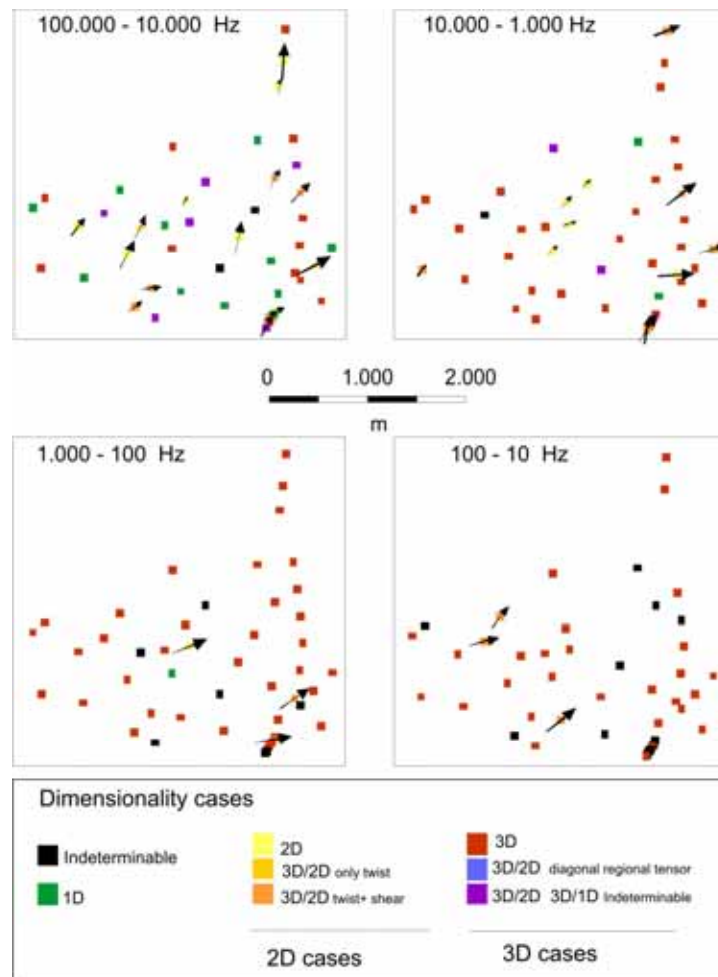 100.000 - 10.000 Hz
10.000 - 1.000 Hz
0 1.000 2.000
m
1.000 - 100 Hz
100 - 10 Hz
Dimensionality cases
Indeterminable
1D
2D
3D/2D only twist
3D/2D twist+ shear
2D cases
3D
3D/2D diagonal regional tensor
3D/2D 3D/1D Indeterminable
3D cases